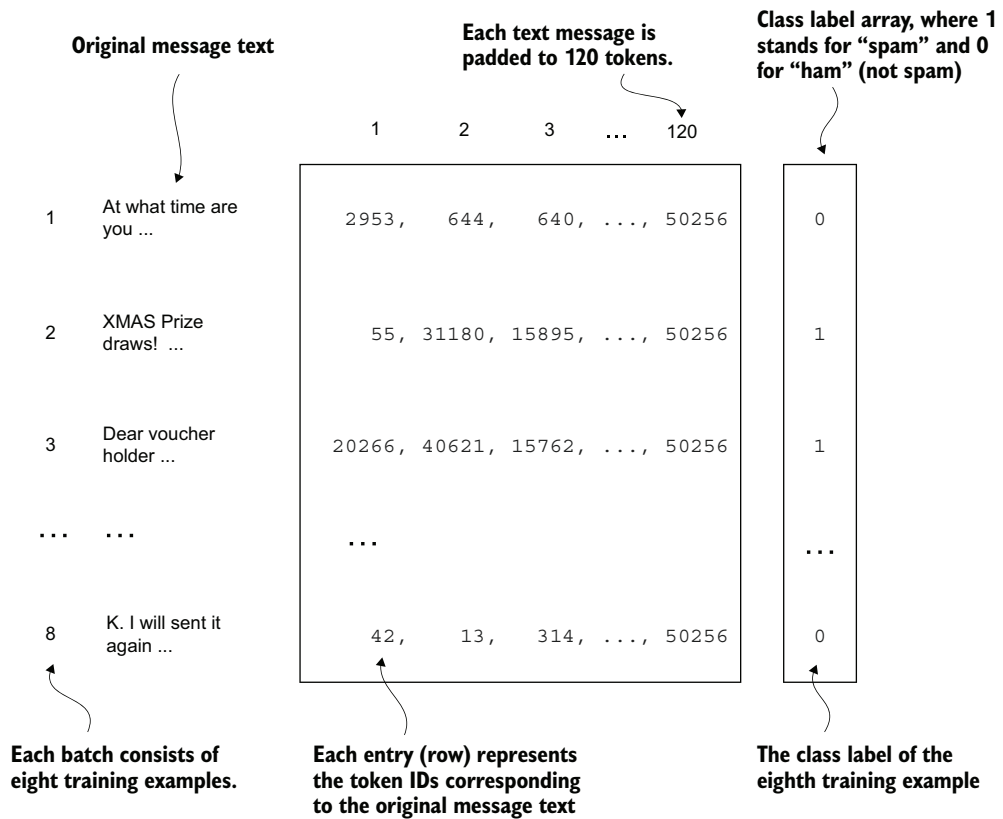 Original message text
Each text message is
padded to 120 tokens.
Class label array, where 1
stands for “spam” and 0
for “ham” (not spam)
1 2 3 ... 120
1 At what time are
you ...
2953, 644, 640, ..., 50256 0
2 XMAS Prize
draws! ...
55, 31180, 15895, ..., 50256 1
3 Dear voucher
holder ...
20266, 40621, 15762, ..., 50256 1
... ... ... ...
8 K. I will sent it
again ...
42, 13, 314, ..., 50256 0
Each batch consists of
eight training examples.
Each entry (row) represents
the token IDs corresponding
to the original message text
The class label of the
eighth training example